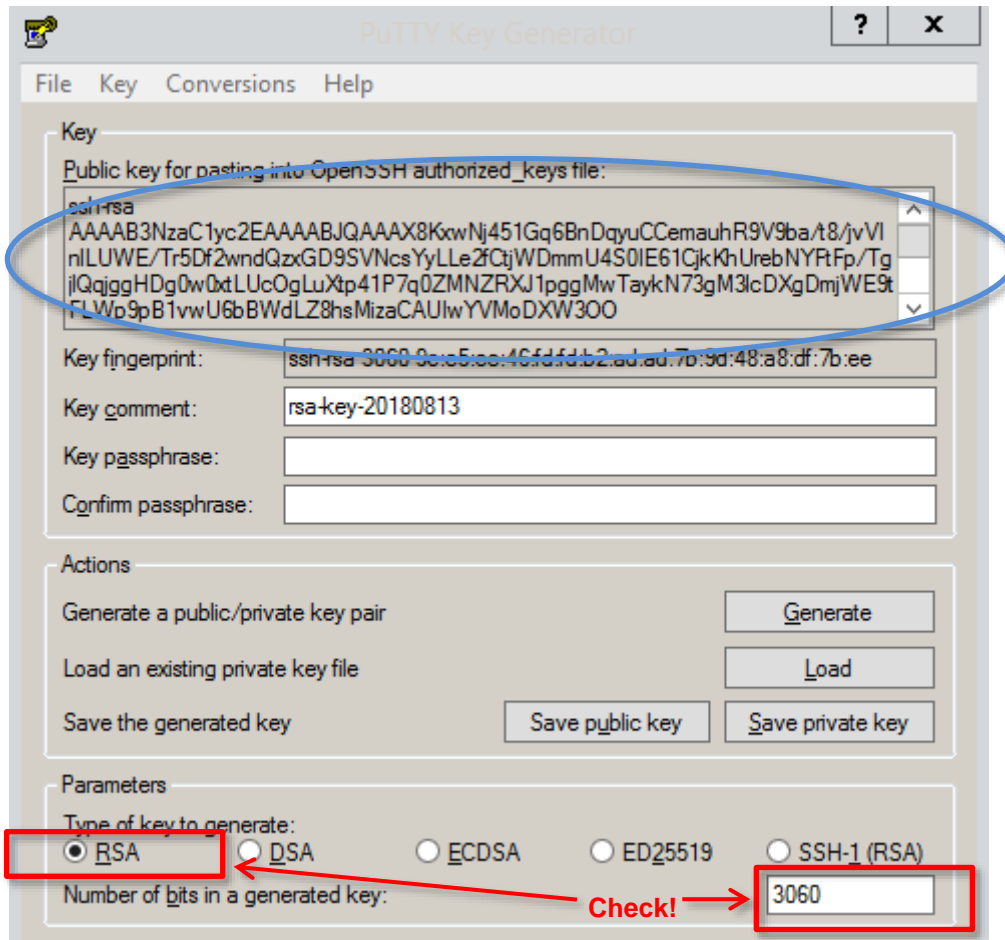 PuTTY Key Generator
? X
File Key Conversions Help
Key
Public key for pasting into OpenSSH authorized_keys file:
ssh-rsa
AAAAB3NzaC1yc2EAAAABJQAAAX8KxwNj451Gq6BnDqyuCCemauhR9V9ba/t8/jvVI
nILUWE/Tr5Df2wndQzxGD9SVNcsYyLLe2fCtjWDmmU4S0IE61CjkKhUrebNYFtFp/Tg
jlQqjggHDg0w0xtLUcOgLuXtp41P7q0ZMNZRXJ1pggMwTaykN73gM3lcDXgDmjWE9t
FLWp9pB1vwU6bBWdLZ8hsMizaCAUIwYVMoDXW3OO
Key fingerprint:
Key comment: rsa-key-20180813
Key passphrase:
Confirm passphrase:
Actions
Generate a public/private key pair Generate
Load an existing private key file Load
Save the generated key Save public key Save private key
Parameters
Type of key to generate:
RSA DSA ECDSA ED25519 SSH-1 (RSA)
Number of bits in a generated key: Check! 3060